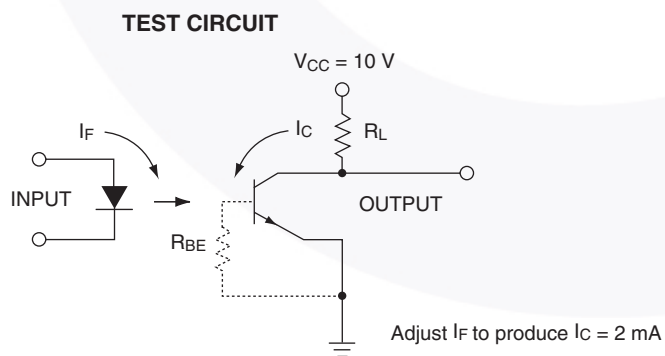 TEST CIRCUIT
VCC = 10 V
IF
IC
RL
INPUT
OUTPUT
RBE
Adjust IF to produce IC = 2 mA